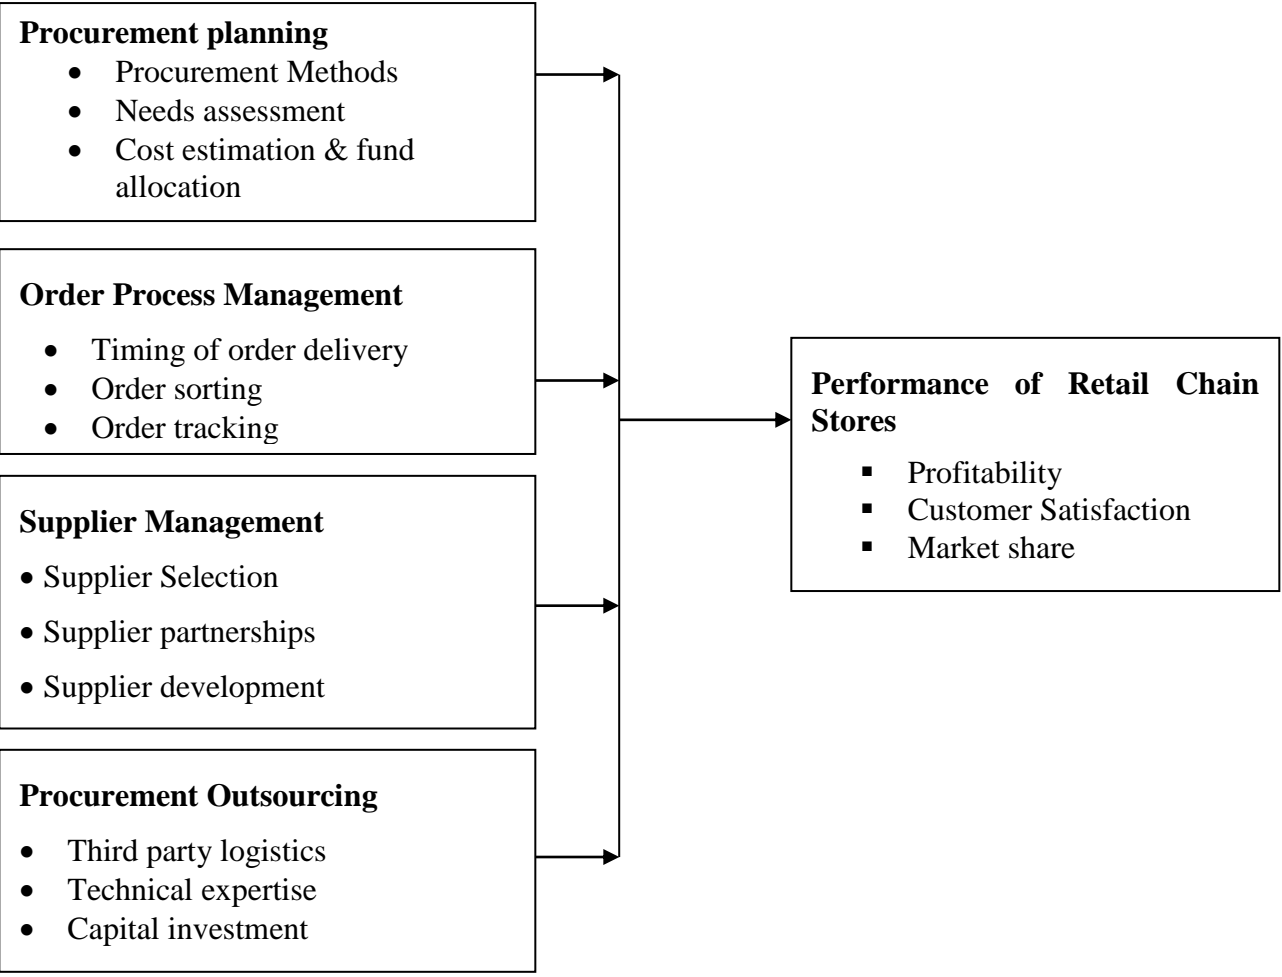 Procurement planning
• Procurement Methods
• Needs assessment
• Cost estimation & fund
allocation
Order Process Management
• Timing of order delivery
• Order sorting
• Order tracking
Supplier Management
• Supplier Selection
• Supplier partnerships
• Supplier development
Procurement Outsourcing
• Third party logistics
• Technical expertise
• Capital investment
Performance of Retail Chain
Stores
▪ Profitability
▪ Customer Satisfaction
▪ Market share